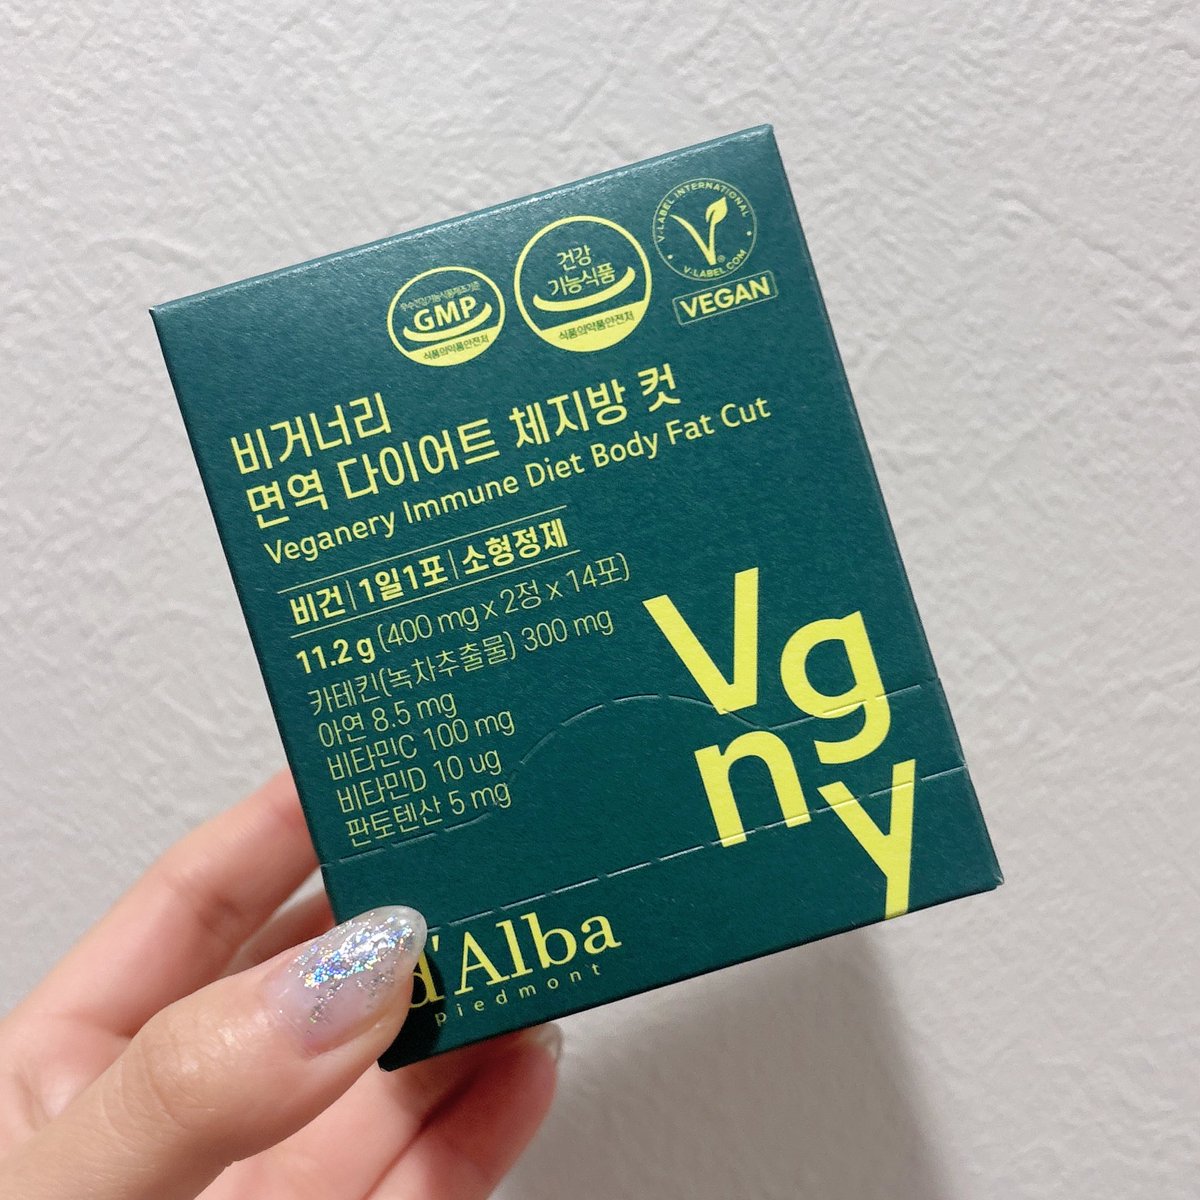 우수건강기능식품제조기준
GMP
식품의약품안전처
건강
기능식품
식품의약품안전처
V-LABEL INTERNATIONAL
V-LABEL.COM
VEGAN
비거너리
면역 다이어트 체지방 컷
Veganery Immune Diet Body Fat Cut
비건|1일1포|소형정제
11.2 g (400 mg x 2정 x 14포)
카테킨(녹차추출물) 300 mg
아연 8.5 mg
비타민C 100 mg
비타민D 10 ug
판토텐산 5 mg
Vg
ny
d'Alba
piedmont